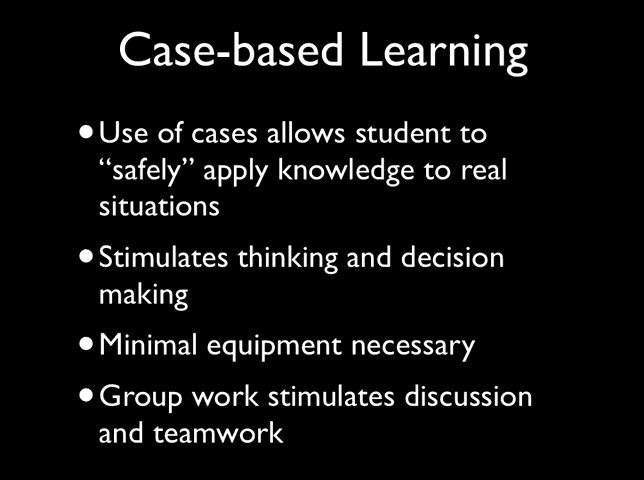 Case-based Learning
•Use of cases allows student to
“safely” apply knowledge to real
situations
•Stimulates thinking and decision
making
•Minimal equipment necessary
•Group work stimulates discussion
and teamwork